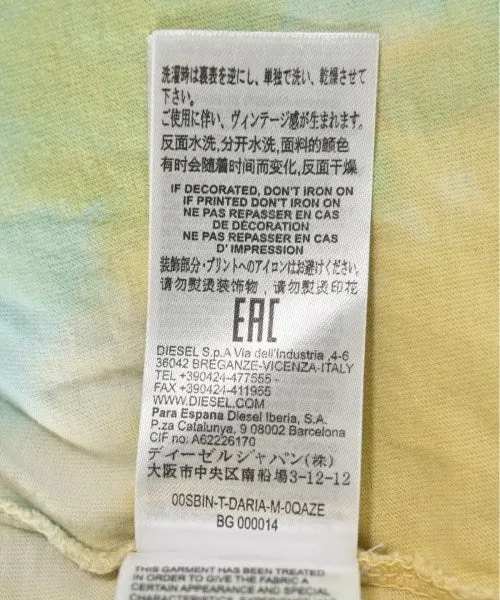 洗濯時は裏表を逆にし、単独で洗い、乾燥させて
下さい。
ご使用に伴い、ヴィンテージ感が生まれます。
反面水洗,分开水洗,面料的颜色
有时会随着时间而变化,反面干燥
IF DECORATED, DON'T IRON ON
IF PRINTED DON'T IRON ON
NE PAS REPASSER EN CAS
DE DÉCORATION
NE PAS REPASSER EN CAS
D' IMPRESSION
装飾部分・プリントへのアイロンはお避けください。
请勿熨烫装饰物，请勿熨烫印花
EAC
DIESEL S.p.A Via dell'Industria ,4-6
36042 BREGANZE-VICENZA-ITALY
TEL +390424-477555
FAX +390424-411955
WWW.DIESEL.COM
Para Espana Diesel Iberia, S.A.
P.za Catalunya, 9 08002 Barcelona
CIF no. A62226170
ディーゼルジャパン(株)
大阪市中央区南船場3-12-12
00SBIN-T-DARIA-M-0QAZE
BG 000014
THIS GARMENT HAS BEEN TREATED
IN ORDER TO GIVE THE FABRIC A
CERTAIN APPEARANCE AND SPECIAL